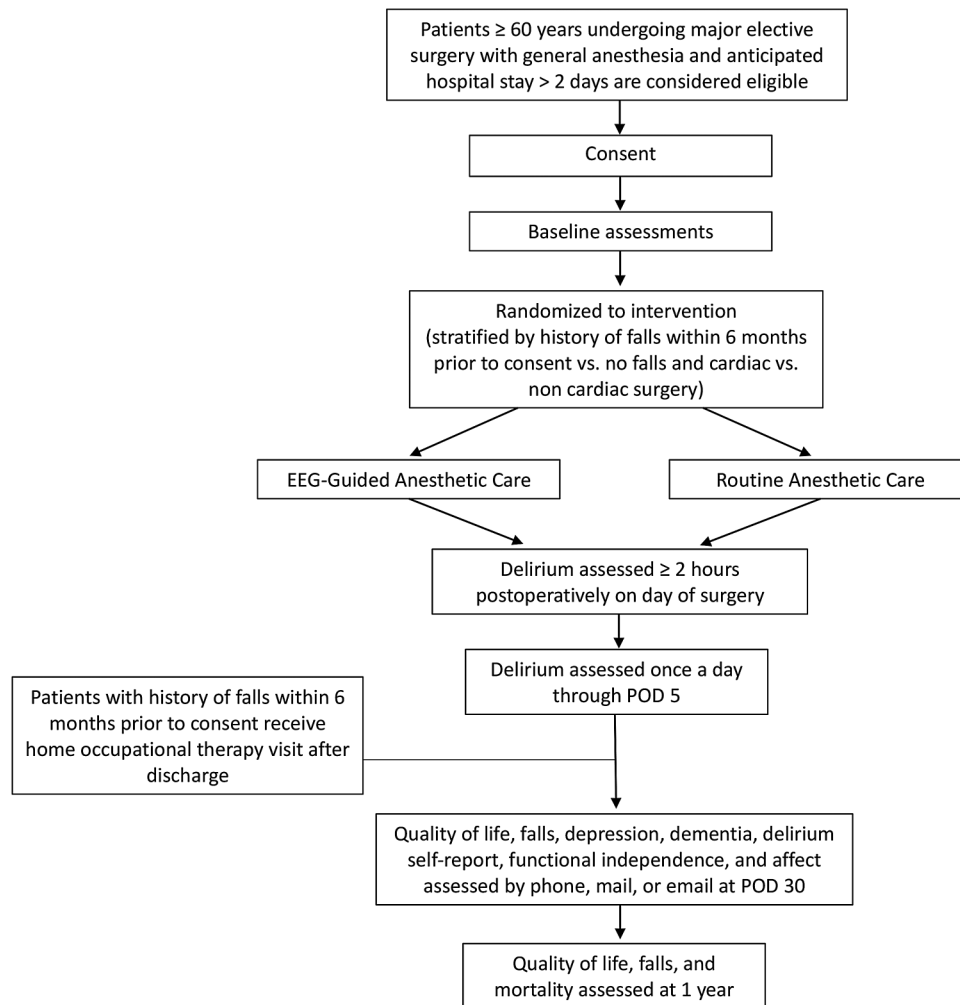 Patients ≥ 60 years undergoing major elective
surgery with general anesthesia and anticipated
hospital stay > 2 days are considered eligible
Consent
Baseline assessments
Randomized to intervention
(stratified by history of falls within 6 months
prior to consent vs. no falls and cardiac vs.
non cardiac surgery)
EEG-Guided Anesthetic Care
Routine Anesthetic Care
Delirium assessed ≥ 2 hours
postoperatively on day of surgery
Delirium assessed once a day
through POD 5
Patients with history of falls within 6
months prior to consent receive
home occupational therapy visit after
discharge
Quality of life, falls, depression, dementia, delirium
self-report, functional independence, and affect
assessed by phone, mail, or email at POD 30
Quality of life, falls, and
mortality assessed at 1 year